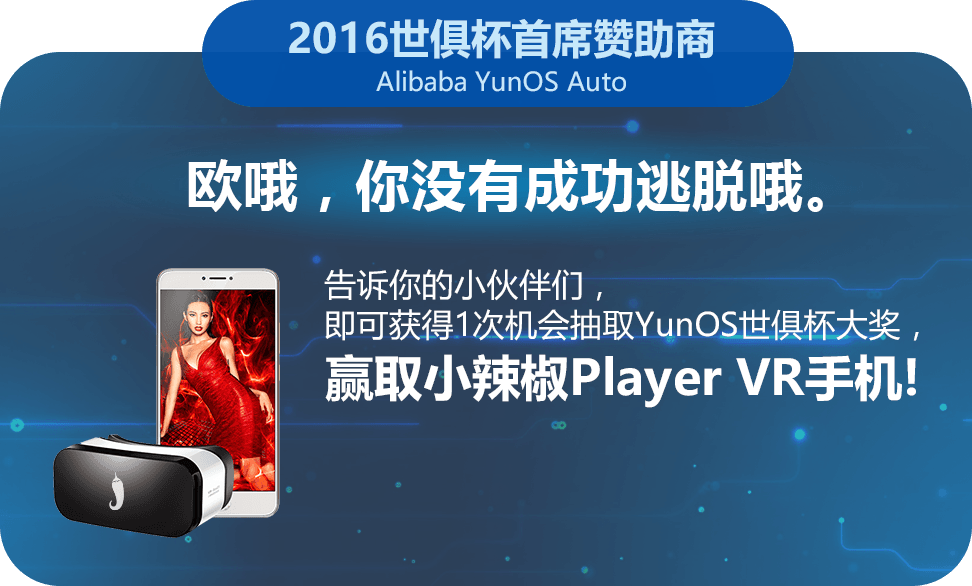 2016世俱杯首席赞助商
Alibaba YunOS Auto
欧哦，你没有成功逃脱哦。
告诉你的小伙伴们，
即可获得1次机会抽取YunOS世俱杯大奖，
赢取小辣椒Player VR手机!